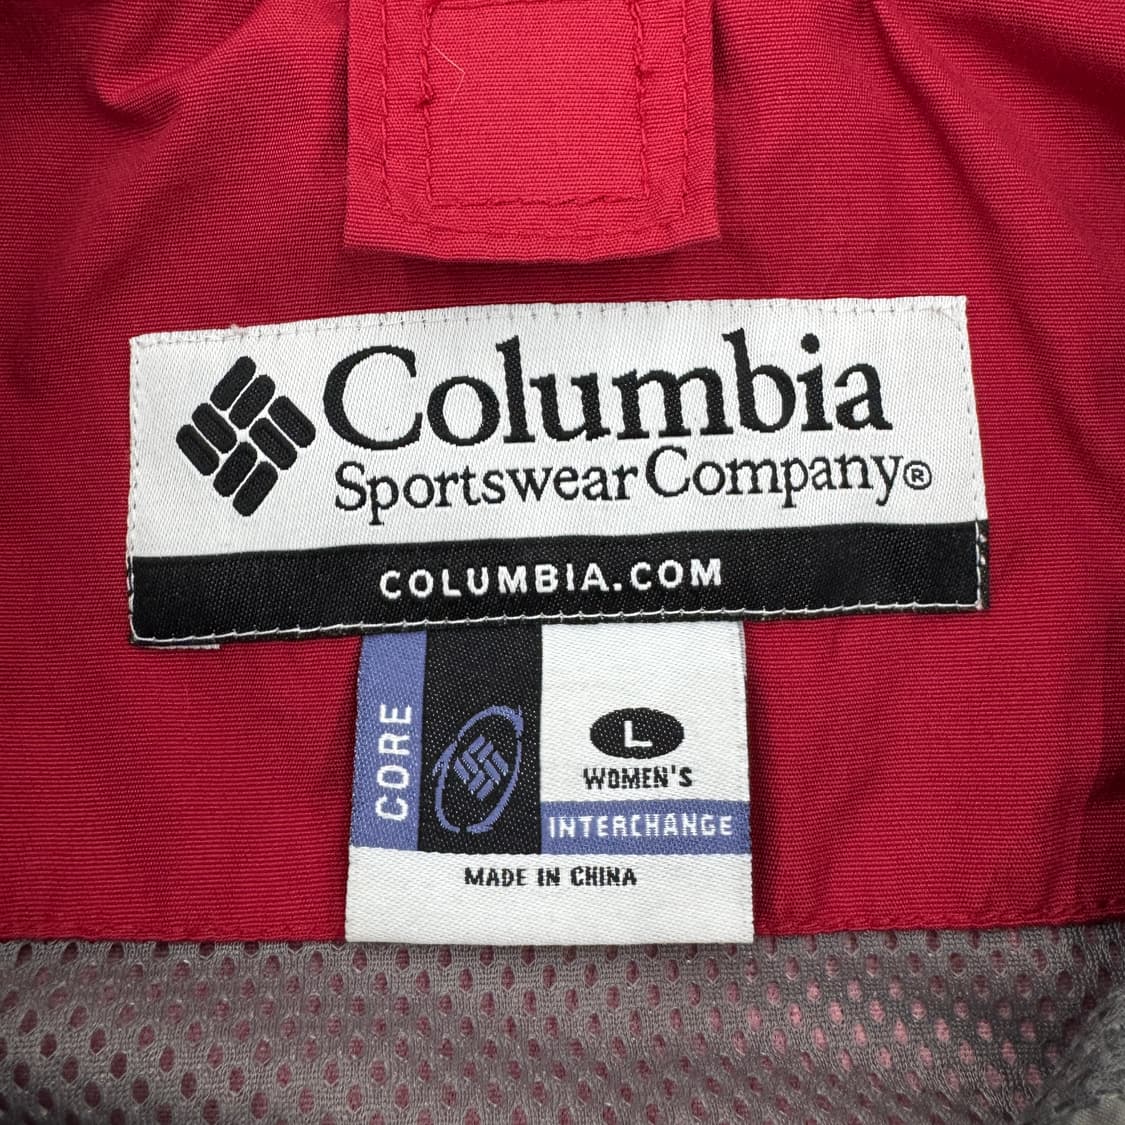 Columbia
Sportswear Company®
COLUMBIA.COM
CORE
L
WOMEN'S
INTERCHANGE
MADE IN CHINA